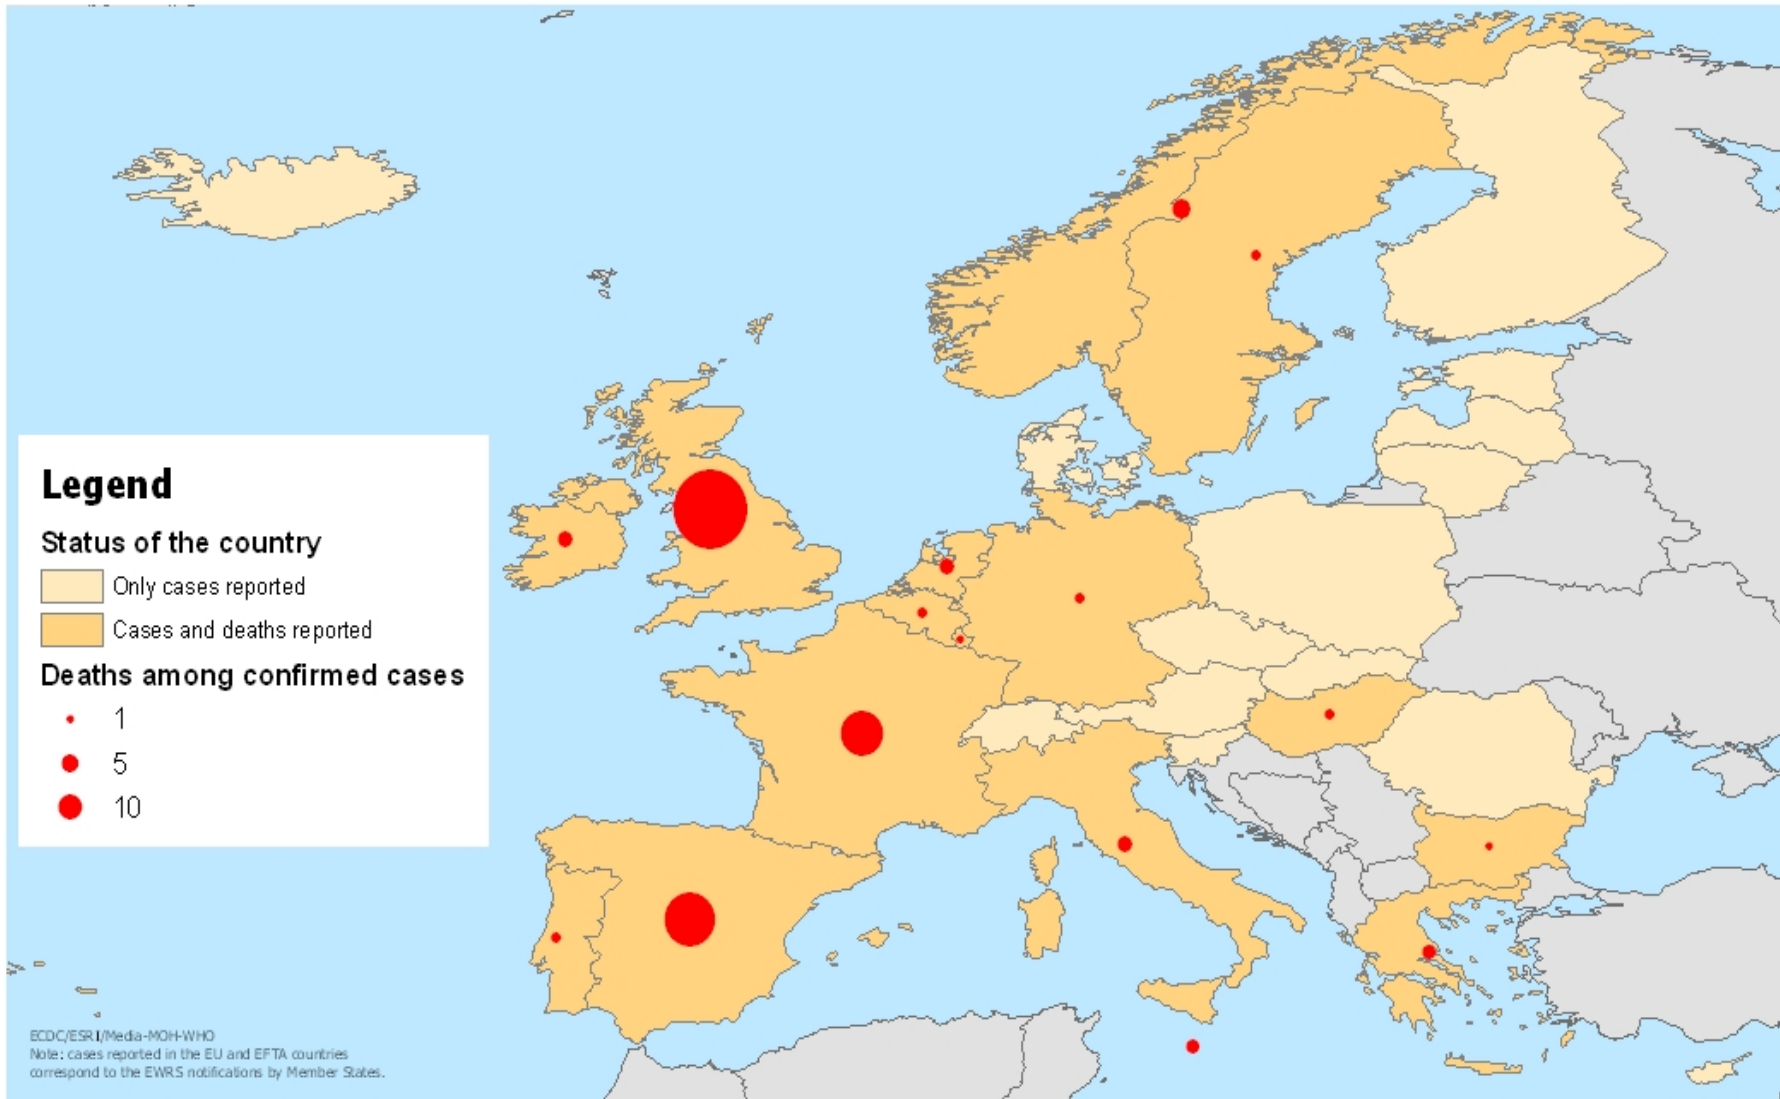 Legend
Status of the country
Only cases reported
Cases and deaths reported
Deaths among confirmed cases
1
5
10
ECDC/ESRI/Media-MOH-WHO
Note: cases reported in the EU and EFTA countries
correspond to the EWRS notifications by Member States.